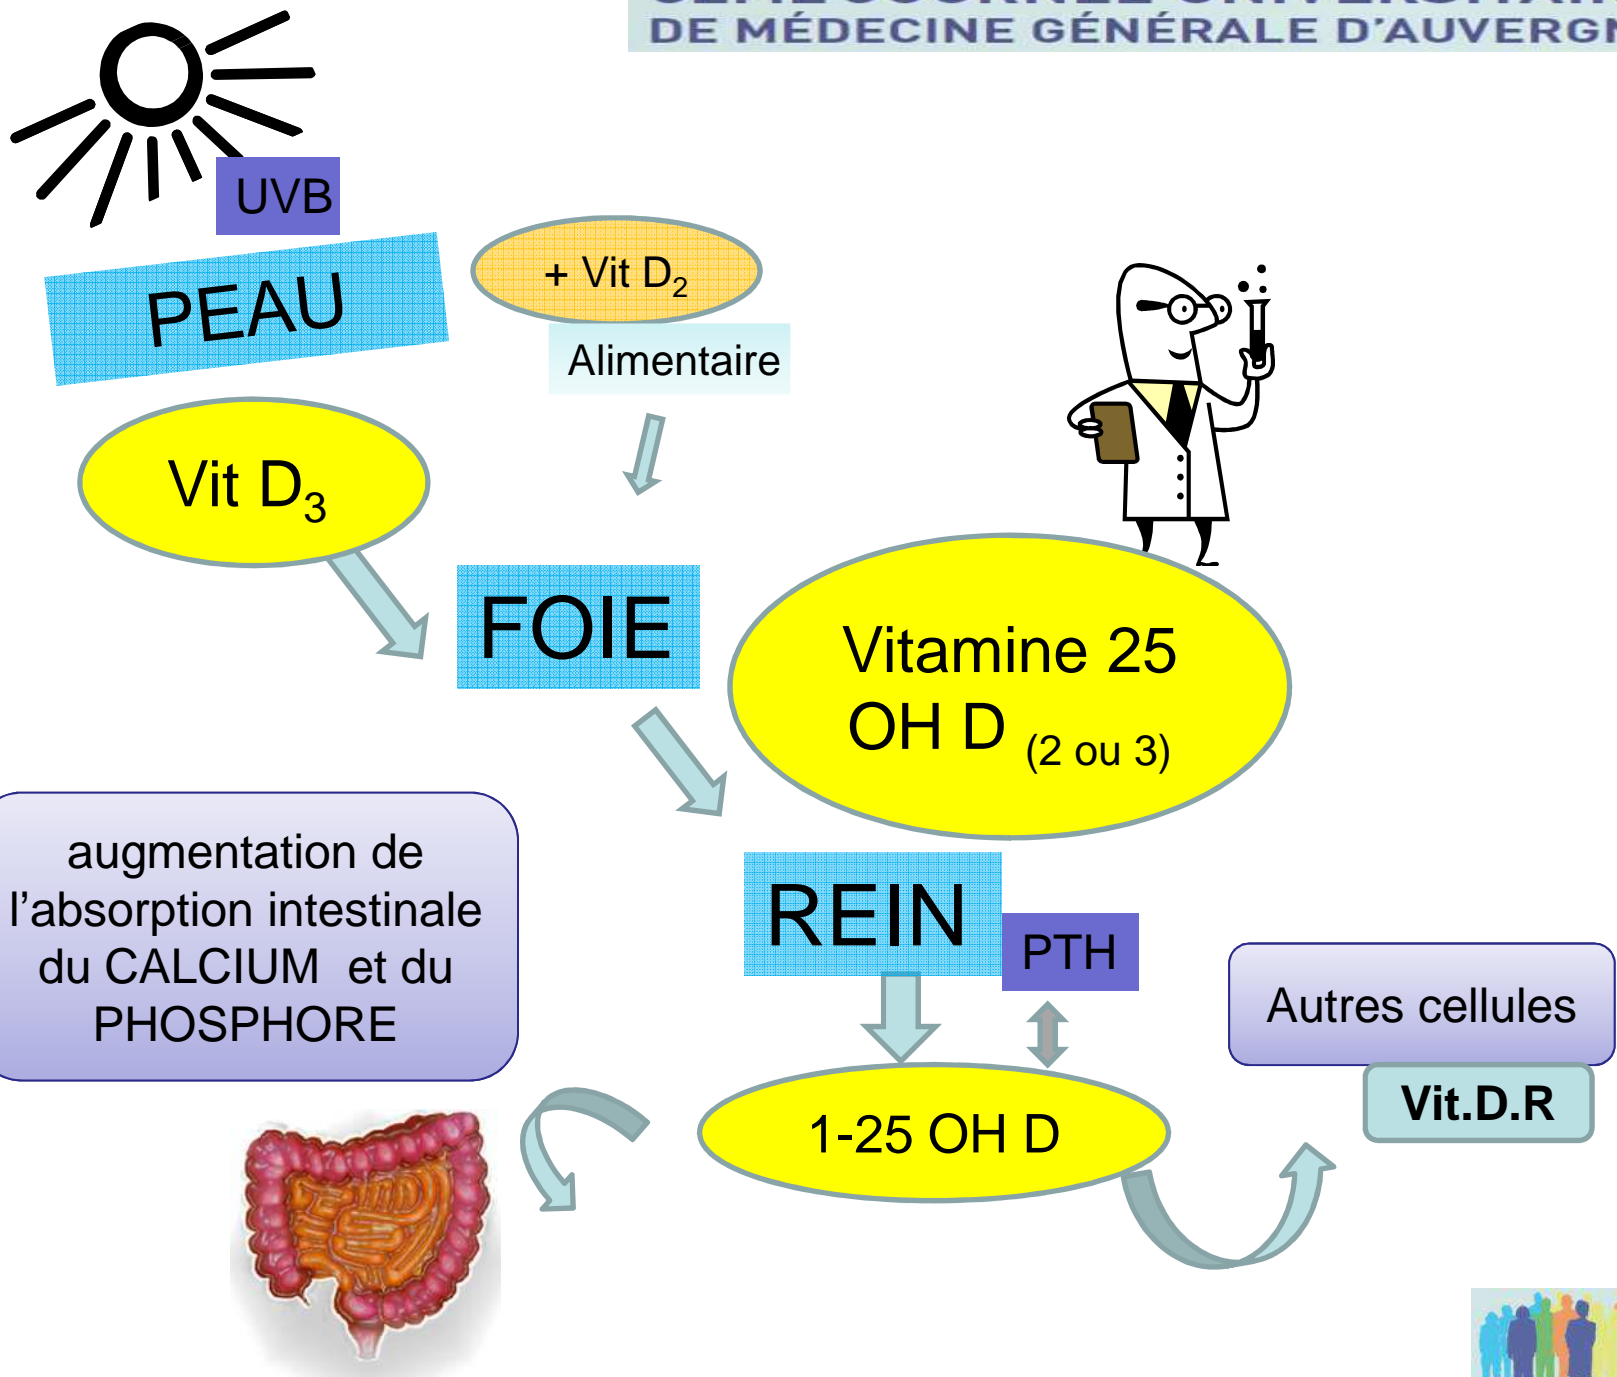 DE MÉDECINE GÉNÉRALE D'AUVERGN
UVB
PEAU
+ Vit D₂
Alimentaire
Vit D₃
FOIE
Vitamine 25
OH D (2 ou 3)
augmentation de
l’absorption intestinale
du CALCIUM et du
PHOSPHORE
REIN
PTH
Autres cellules
Vit.D.R
1-25 OH D